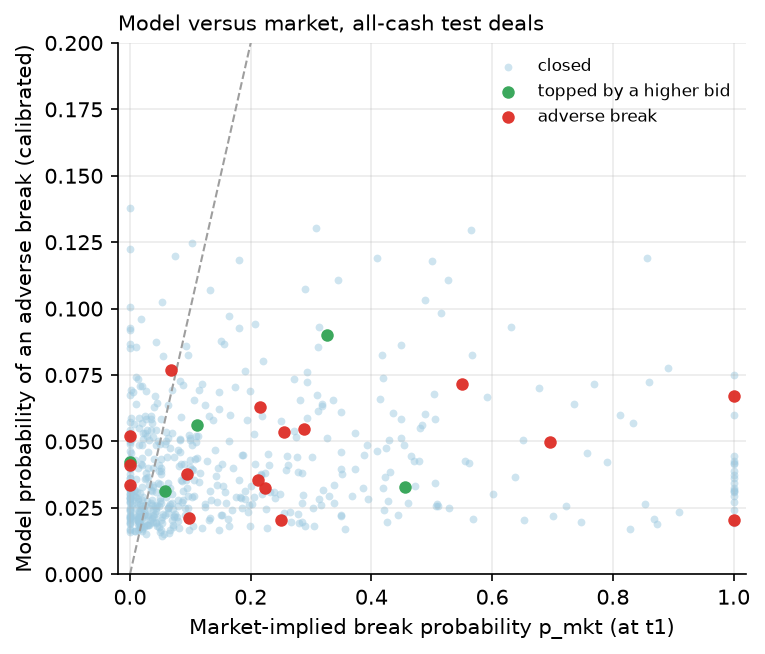 Model versus market, all-cash test deals
closed
topped by a higher bid
adverse break
Model probability of an adverse break (calibrated)
0.200
0.175
0.150
0.125
0.100
0.075
0.050
0.025
0.000
0.0 0.2 0.4 0.6 0.8 1.0
Market-implied break probability p_mkt (at t1)